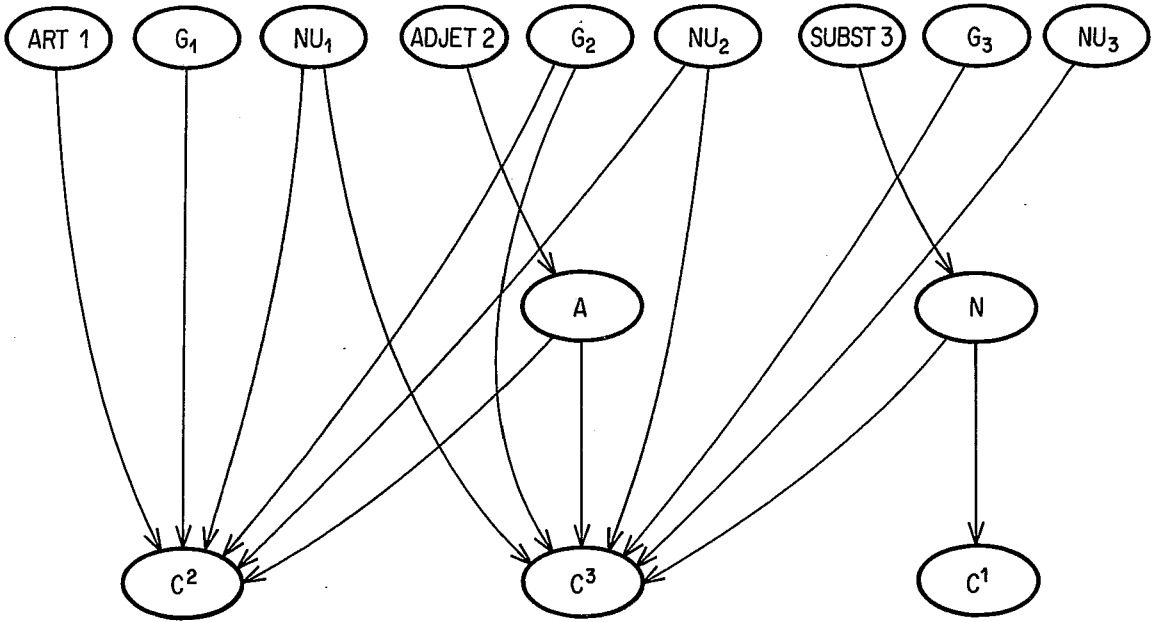 ART 1 G₁ NU₁ ADJET 2 G₂ NU₂ SUBST 3 G₃ NU₃
A N
C² C³ C¹